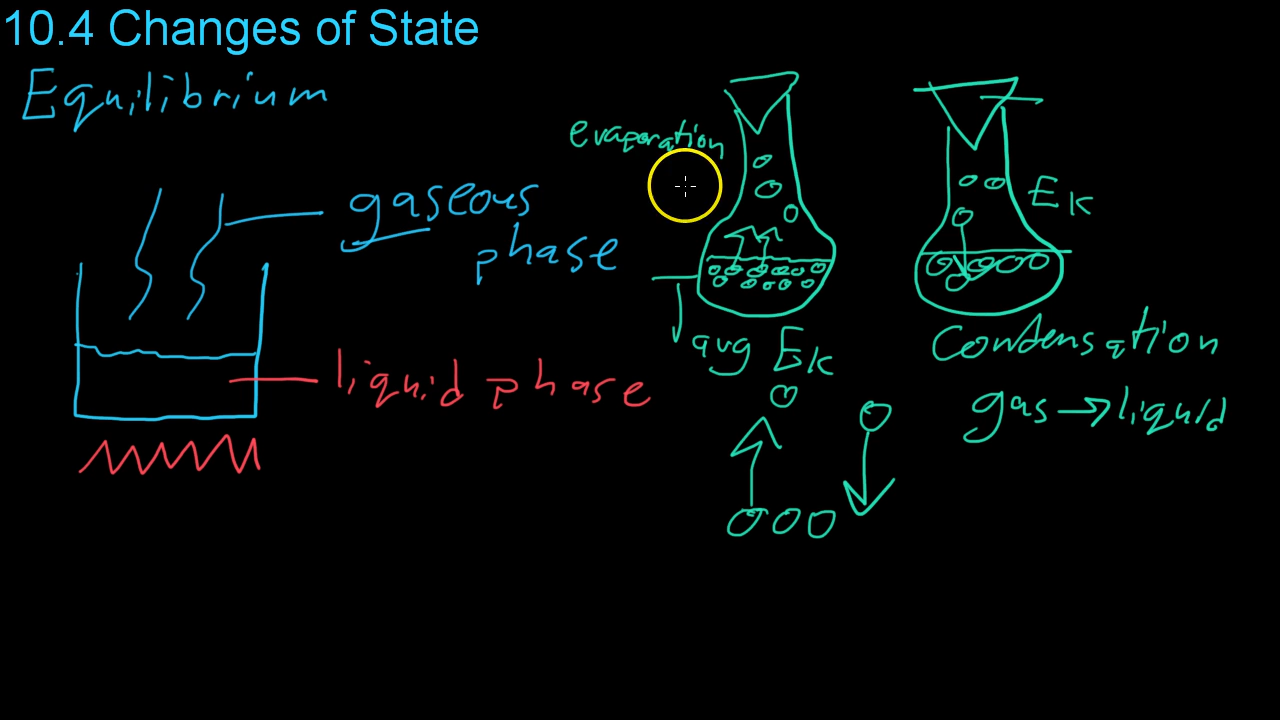 10.4 Changes of State
Equilibrium
gaseous
phase
liquid phase
evaporation
avg Ek
Ek
Condensation
gas → liquid